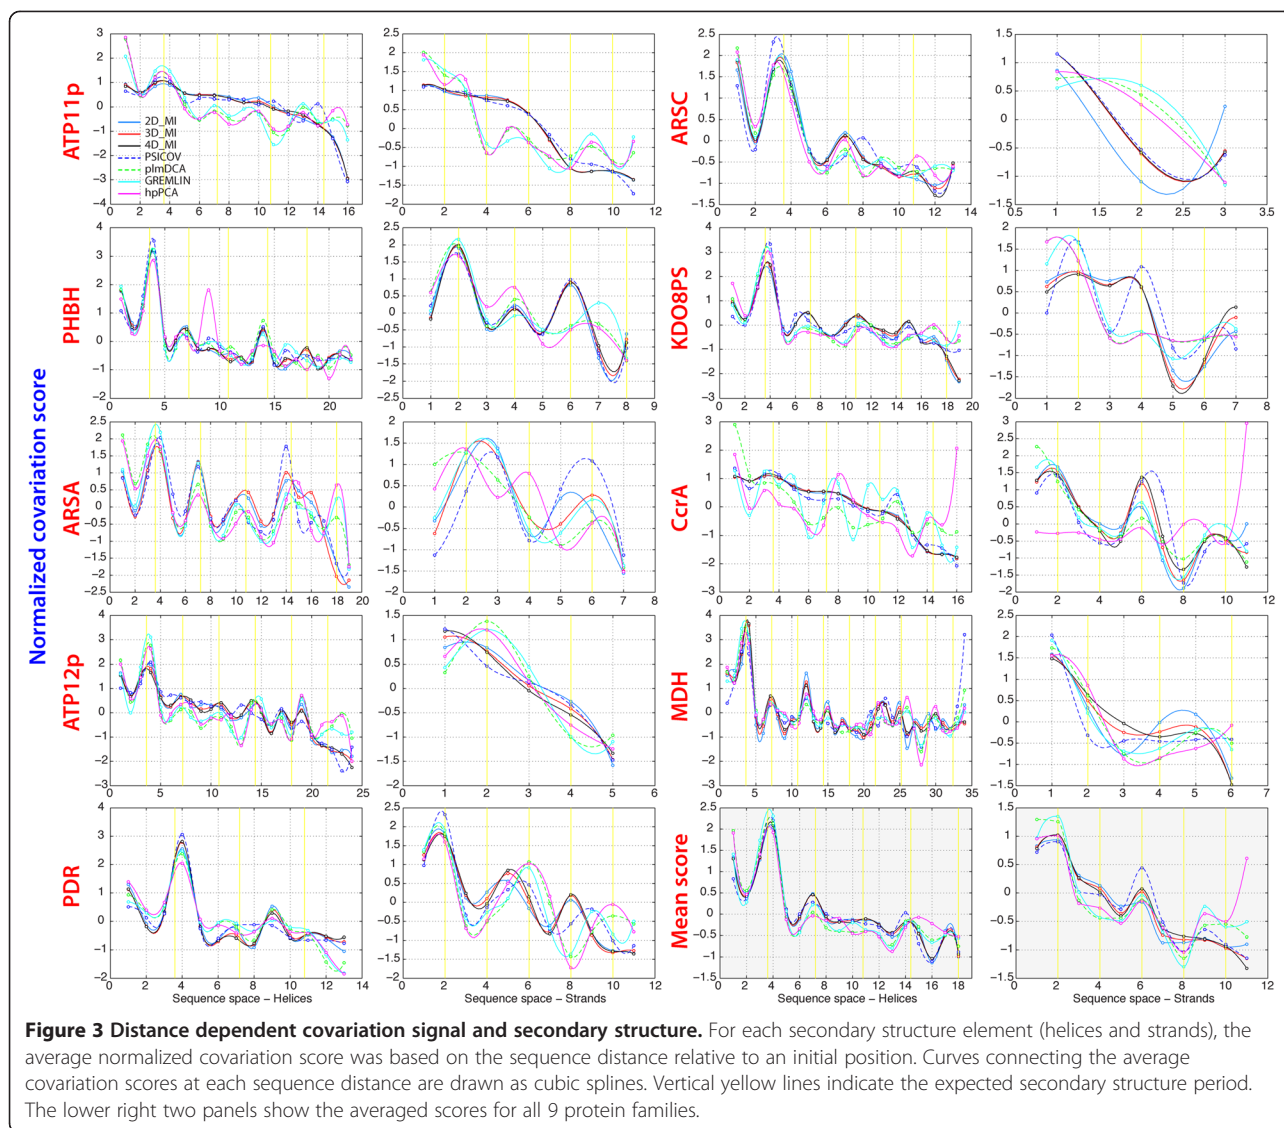 Normalized covariation score
ATP11p
2D_MI
3D_MI
4D_MI
PSICOV
plmDCA
GREMLIN
hpPCA
ARSC
PHBH
KDO8PS
ARSA
CcrA
ATP12p
MDH
PDR
Mean score
Sequence space – Helices
Sequence space – Strands
Sequence space – Helices
Sequence space – Strands
Figure 3 Distance dependent covariation signal and secondary structure. For each secondary structure element (helices and strands), the
average normalized covariation score was based on the sequence distance relative to an initial position. Curves connecting the average
covariation scores at each sequence distance are drawn as cubic splines. Vertical yellow lines indicate the expected secondary structure period.
The lower right two panels show the averaged scores for all 9 protein families.